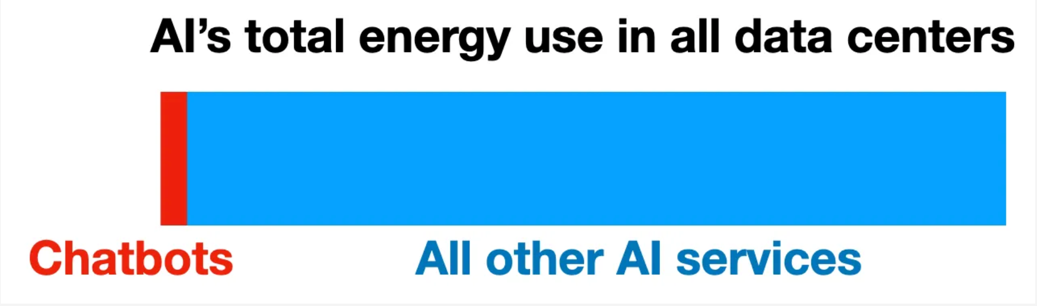 AI's total energy use in all data centers
Chatbots
All other AI services